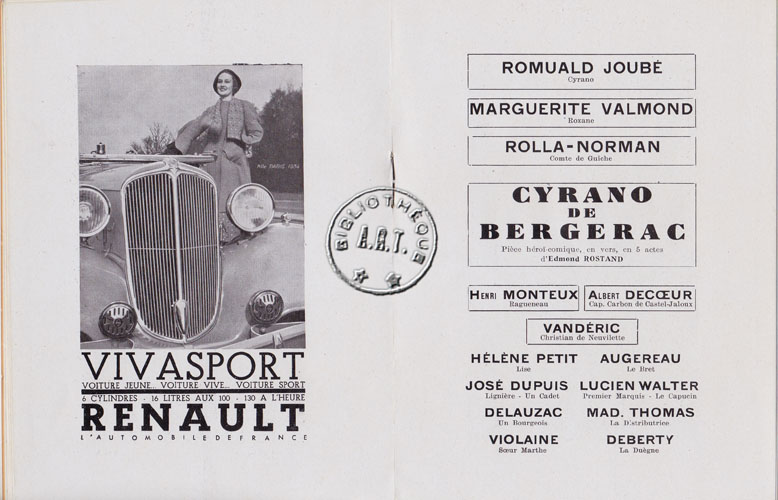 Mlle PARIS 1934
VIVASPORT
VOITURE JEUNE... VOITURE VIVE... VOITURE SPORT
6 CYLINDRES - 16 LITRES AUX 100 - 130 A L'HEURE
RENAULT
L'AUTOMOBILE DE FRANCE
BIBLIOTHÈQUE
A.R.T.
ROMUALD JOUBÉ
Cyrano
MARGUERITE VALMOND
Roxane
ROLLA-NORMAN
Comte de Guiche
CYRANO
DE
BERGERAC
Pièce héroï-comique, en vers, en 5 actes
d'Edmond ROSTAND
HENRI MONTEUX
Ragueneau
ALBERT DECŒUR
Cap. Carbon de Castel-Jaloux
VANDÉRIC
Christian de Neuvilette
HÉLÈNE PETIT
Lise
AUGEREAU
Le Bret
JOSÉ DUPUIS
Lignière - Un Cadet
LUCIEN WALTER
Premier Marquis - Le Capucin
DELAUZAC
Un Bourgeois
MAD. THOMAS
La Distributrice
VIOLAINE
Sœur Marthe
DEBERTY
La Duègne